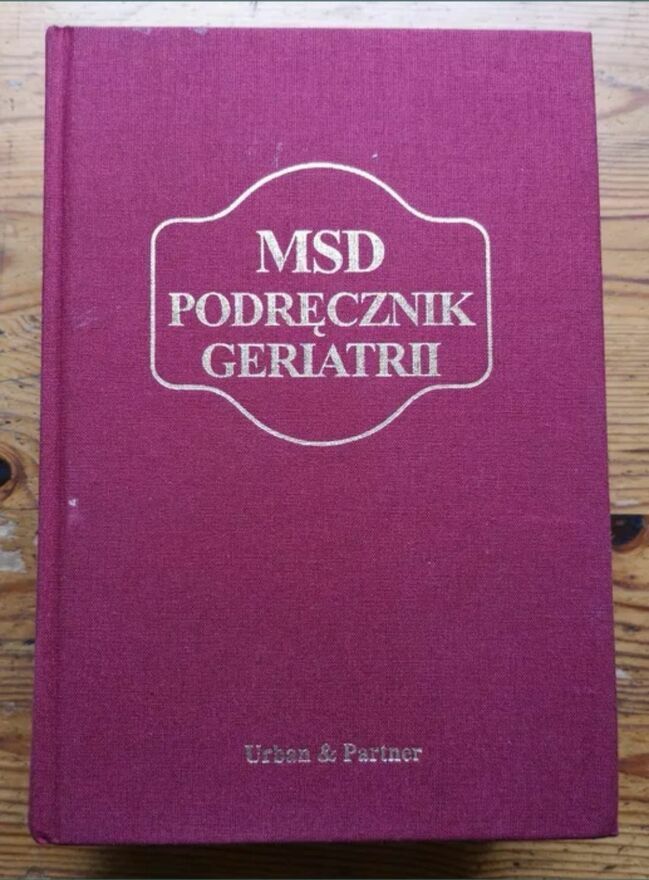 MSD
PODRĘCZNIK
GERIATRII
Urban & Partner